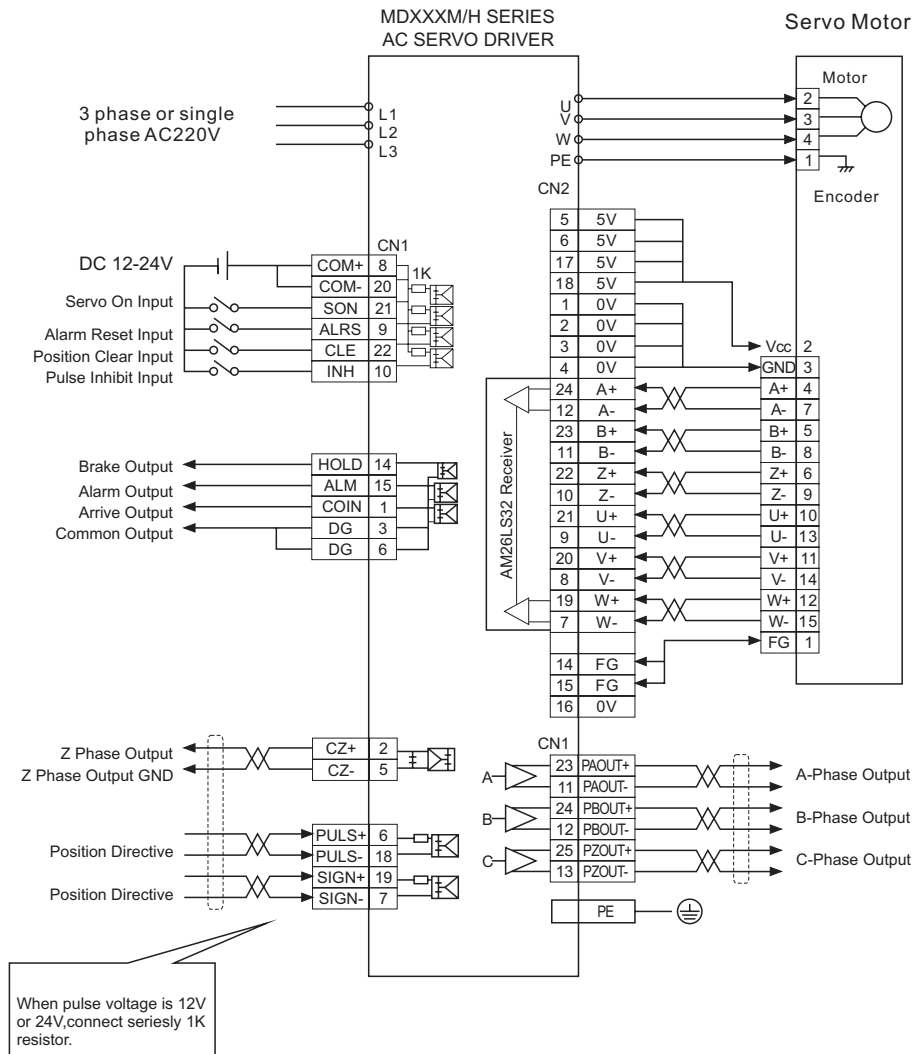 MDXXXM/H SERIES
AC SERVO DRIVER
Servo Motor
3 phase or single
phase AC220V
L1
L2
L3
U
V
W
PE
Motor
2
3
4
1
Encoder
CN2
5 5V
6 5V
17 5V
18 5V
1 0V
2 0V
3 0V
4 0V
24 A+
12 A-
23 B+
11 B-
22 Z+
10 Z-
21 U+
9 U-
20 V+
8 V-
19 W+
7 W-
14 FG
15 FG
16 0V
AM26LS32 Receiver
Vcc 2
GND 3
A+ 4
A- 7
B+ 5
B- 8
Z+ 6
Z- 9
U+ 10
U- 13
V+ 11
V- 14
W+ 12
W- 15
FG 1
CN1
1K
DC 12-24V
Servo On Input
Alarm Reset Input
Position Clear Input
Pulse Inhibit Input
COM+ 8
COM- 20
SON 21
ALRS 9
CLE 22
INH 10
Brake Output
Alarm Output
Arrive Output
Common Output
HOLD 14
ALM 15
COIN 1
DG 3
DG 6
Z Phase Output
Z Phase Output GND
CZ+ 2
CZ- 5
Position Directive
Position Directive
PULS+ 6
PULS- 18
SIGN+ 19
SIGN- 7
CN1
A
B
C
23 PAOUT+
11 PAOUT-
24 PBOUT+
12 PBOUT-
25 PZOUT+
13 PZOUT-
PE
A-Phase Output
B-Phase Output
C-Phase Output
When pulse voltage is 12V
or 24V,connect seriesly 1K
resistor.